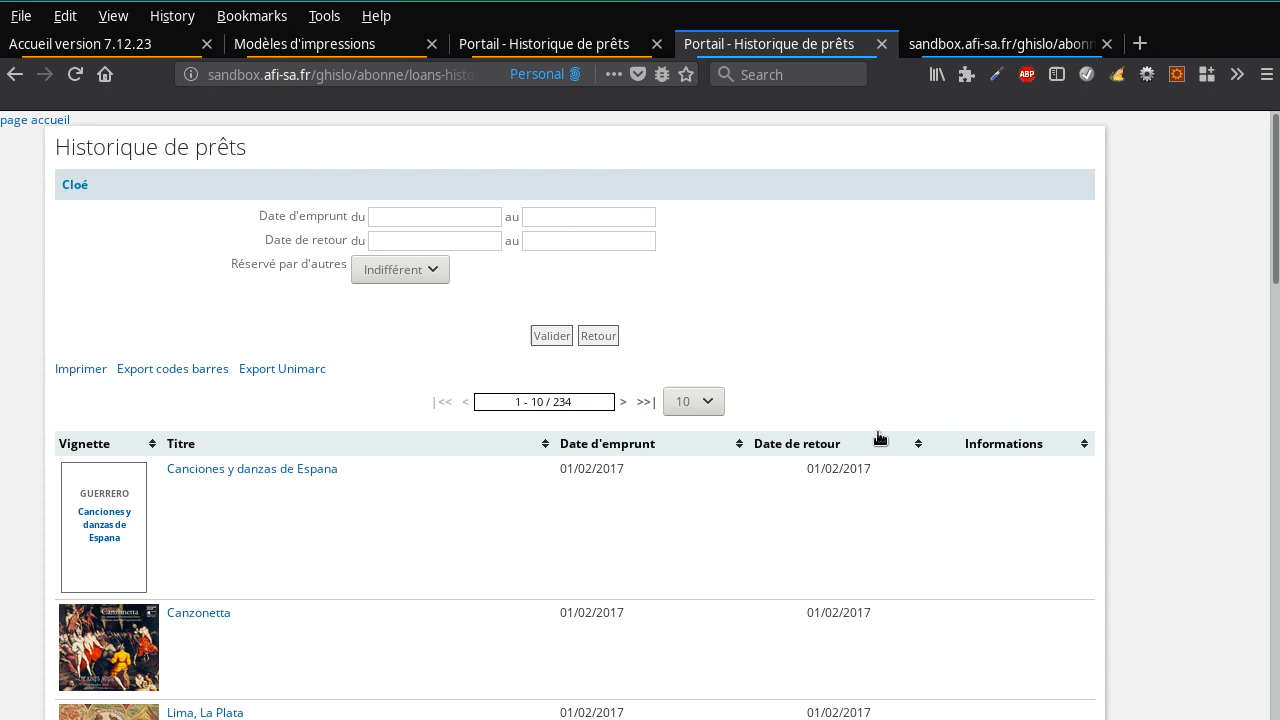 File Edit View History Bookmarks Tools Help
Accueil version 7.12.23 Modèles d'impressions Portail - Historique de prêts Portail - Historique de prêts sandbox.afi-sa.fr/ghislo/abonn
sandbox.afi-sa.fr/ghislo/abonne/loans-histo Personal Search ABP
page accueil
Historique de prêts
Cloé
Date d'emprunt du au
Date de retour du au
Réservé par d'autres Indifférent
Valider Retour
Imprimer Export codes barres Export Unimarc
|<< < 1 - 10 / 234 > >>| 10
Vignette Titre Date d'emprunt Date de retour Informations
Canciones y danzas de Espana 01/02/2017 01/02/2017
GUERRERO
Canciones y
danzas de
Espana
Canzonetta 01/02/2017 01/02/2017
Canzonetta
Lima, La Plata 01/02/2017 01/02/2017